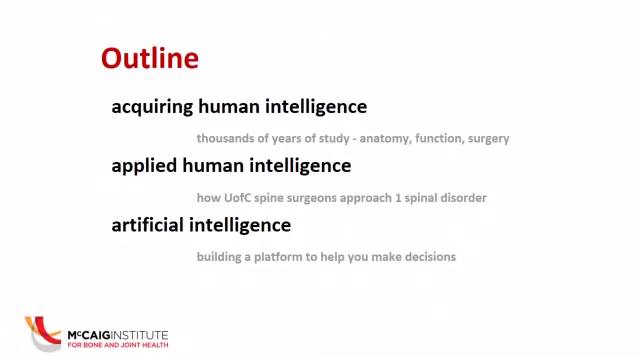 Outline
acquiring human intelligence
thousands of years of study - anatomy, function, surgery
applied human intelligence
how UofC spine surgeons approach 1 spinal disorder
artificial intelligence
building a platform to help you make decisions
McCAIG INSTITUTE
FOR BONE AND JOINT HEALTH